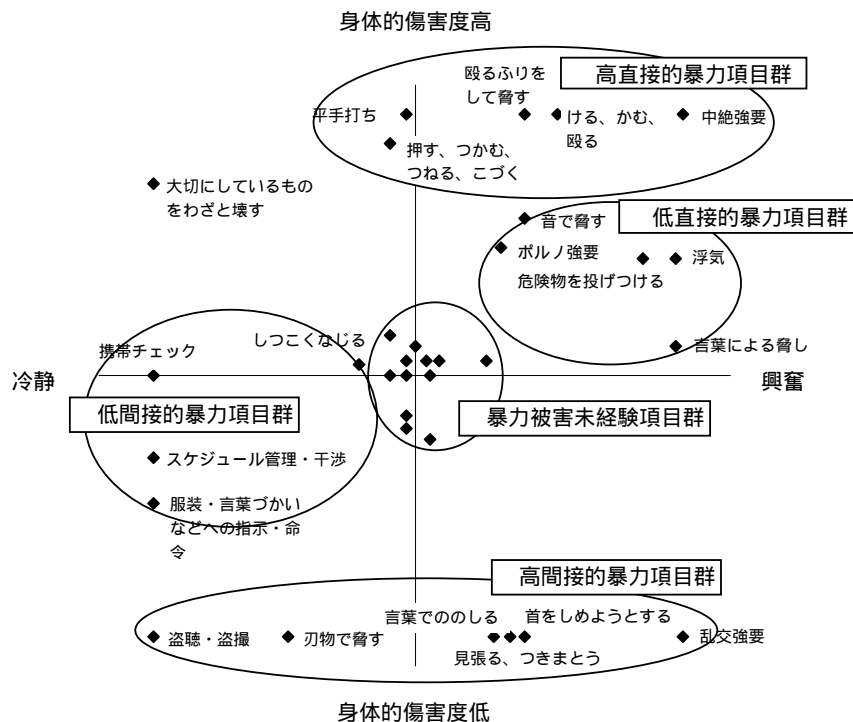 身体的傷害度高
殴るふりを
して脅す
高直接的暴力項目群
平手打ち
ける、かむ、
殴る
中絶強要
押す、つかむ、
つねる、こづく
大切にしているもの
をわざと壊す
音で脅す
低直接的暴力項目群
ポルノ強要
浮気
危険物を投げつける
しつこくなじる
言葉による脅し
携帯チェック
冷静
興奮
低間接的暴力項目群
暴力被害未経験項目群
スケジュール管理・干渉
服装・言葉づかい
などへの指示・命
令
高間接的暴力項目群
言葉でののしる
首をしめようとする
盗聴・盗撮
刃物で脅す
乱交強要
見張る、つきまとう
身体的傷害度低